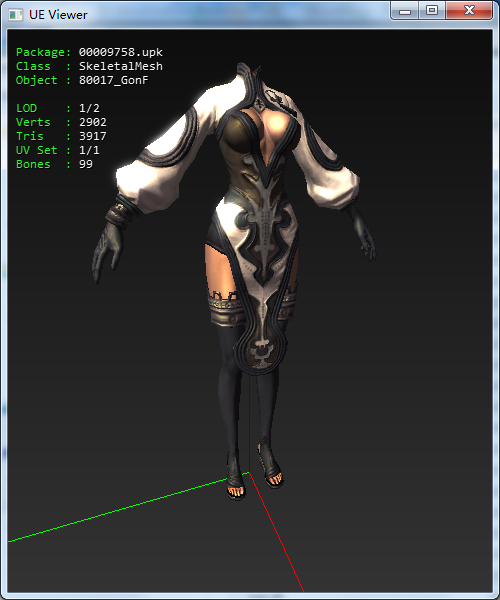 UE Viewer
Package: 00009758.upk
Class : SkeletalMesh
Object : 80017_GonF
LOD : 1/2
Verts : 2902
Tris : 3917
UV Set : 1/1
Bones : 99